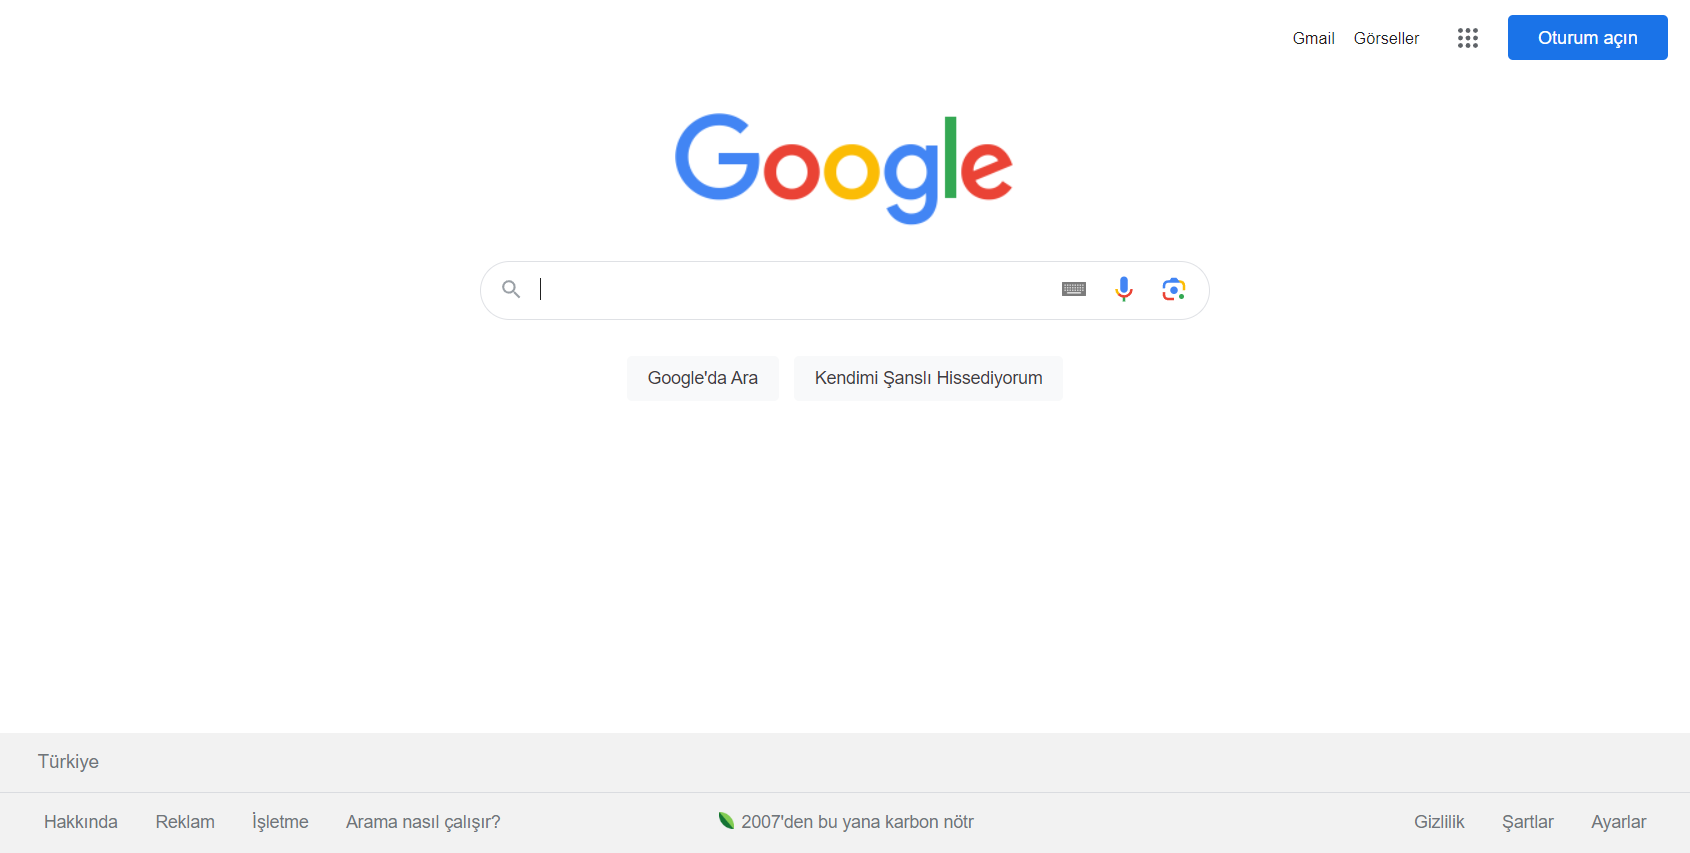 Gmail Görseller Oturum açın
Google
Google'da Ara Kendimi Şanslı Hissediyorum
Türkiye
Hakkında Reklam İşletme Arama nasıl çalışır? 2007'den bu yana karbon nötr Gizlilik Şartlar Ayarlar